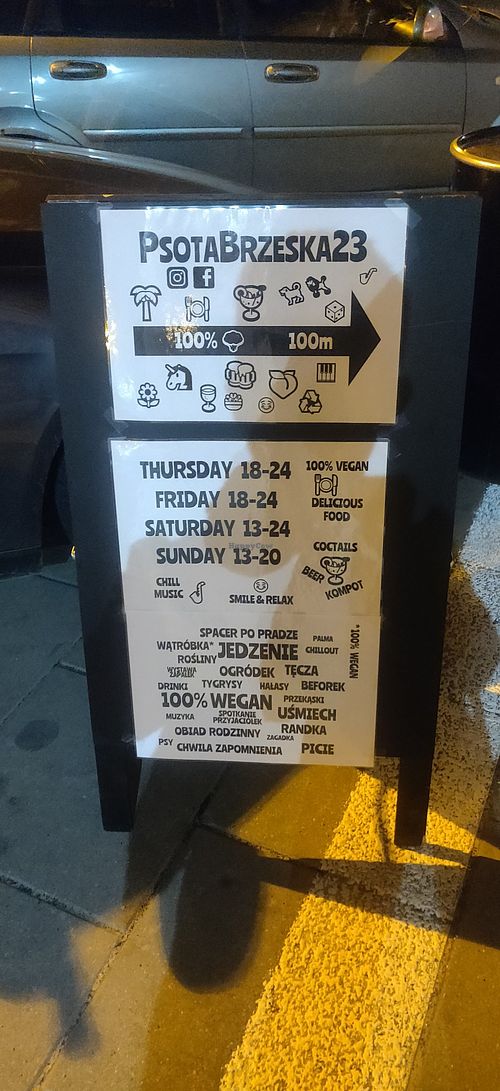 PSOTABRZESKA23
100% 100m
THURSDAY 18-24
FRIDAY 18-24
SATURDAY 13-24
SUNDAY 13-20
100% VEGAN
DELICIOUS
FOOD
COCTAILS
BEER KOMPOT
CHILL
MUSIC
SMILE & RELAX
HappyCow
SPACER PO PRADZE
PALMA
WĄTRÓBKA* JEDZENIE CHILLOUT
*100% WEGAN
ROŚLINY
OGRÓDEK TĘCZA
DRINKI TYGRYSY HAŁASY BEFOREK
100% WEGAN PRZEKĄSKI
MUZYKA SPOTKANIE PRZYJACIÓŁEK UŚMIECH
OBIAD RODZINNY RANDKA
PSY CHWILA ZAPOMNIENIA ZAGADKA PICIE